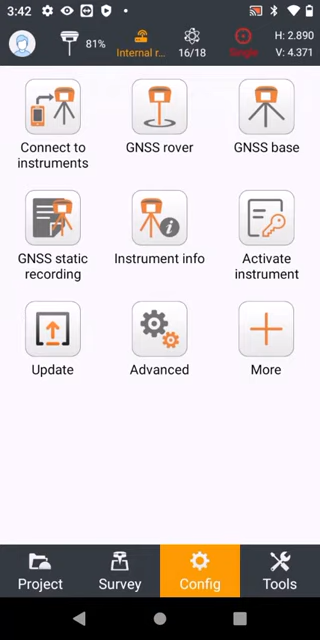 3:42
81%
Internal r...
16/18
Single
H: 2.890
V: 4.371
Connect to
instruments
GNSS rover
GNSS base
GNSS static
recording
Instrument info
Activate
instrument
Update
Advanced
More
Project
Survey
Config
Tools